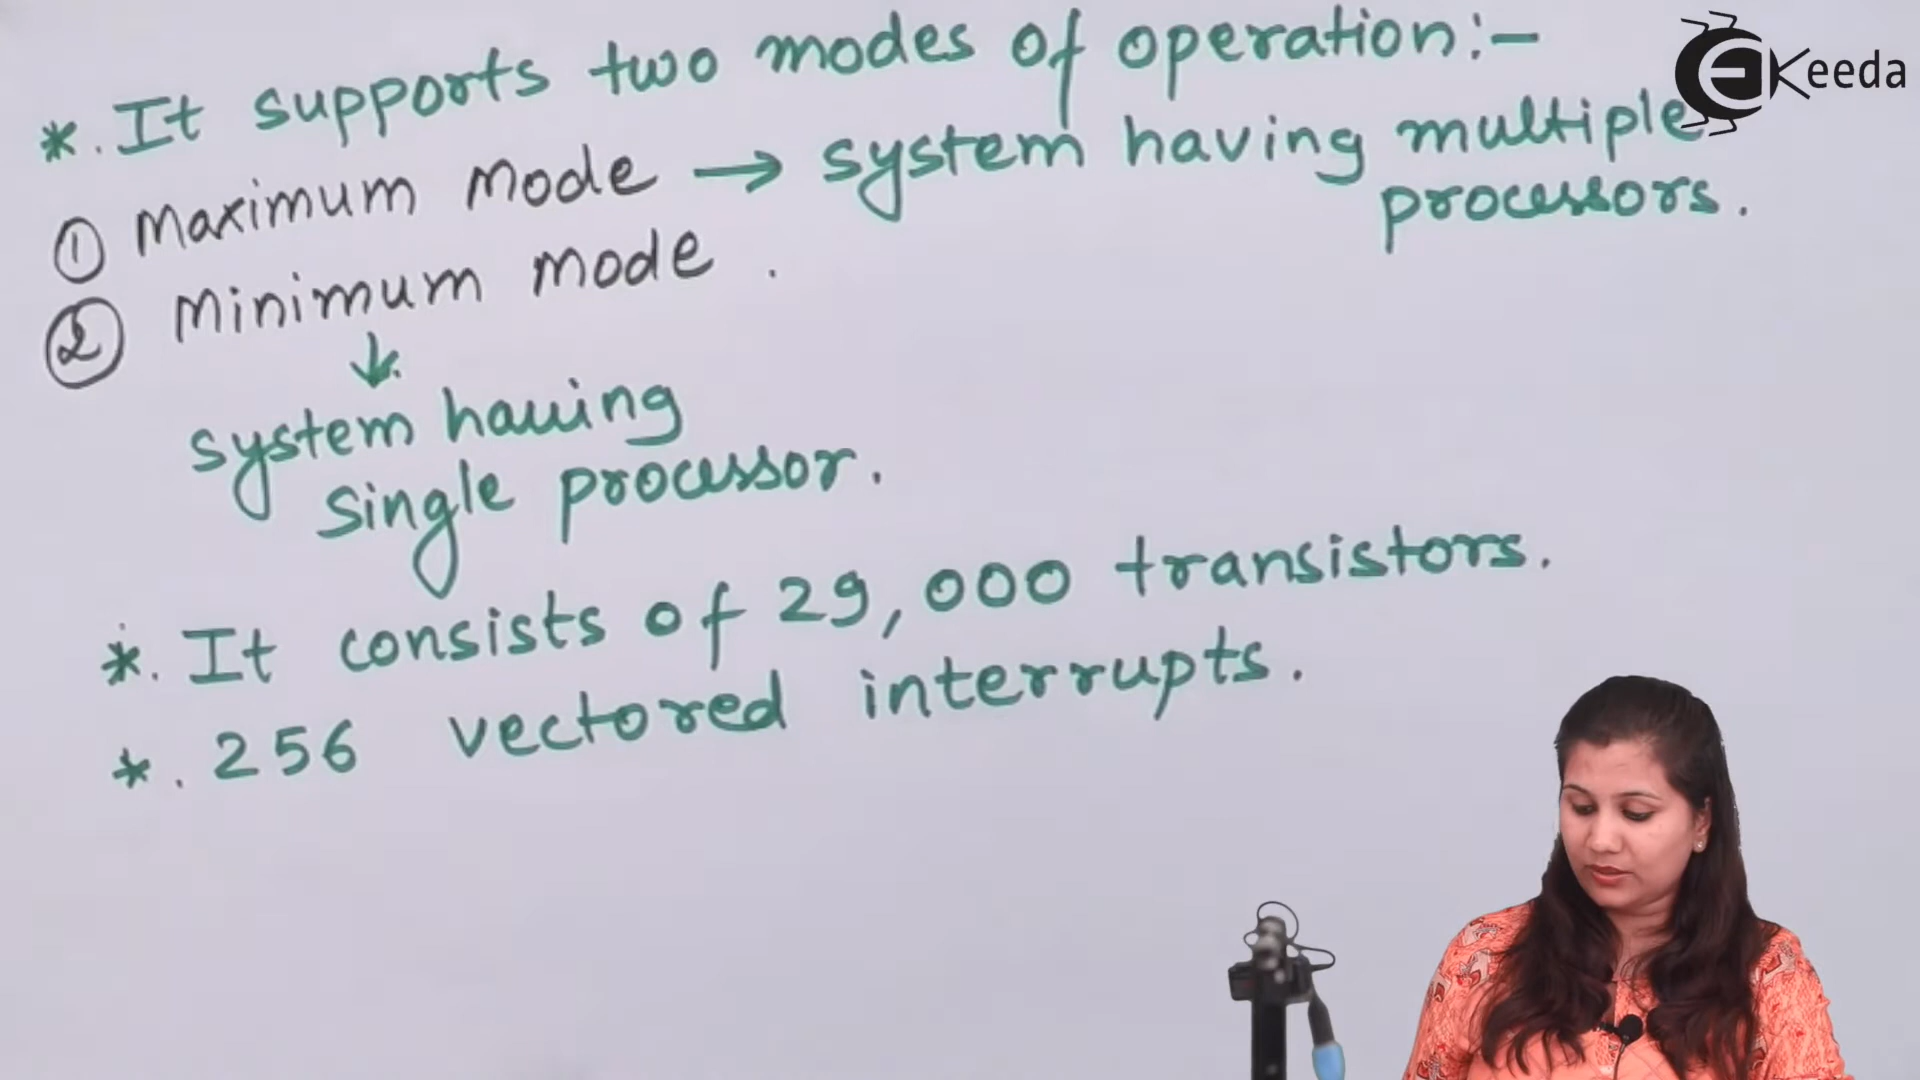 *. It supports two modes of operation:-
① Maximum Mode → system having multiple
processors.
② Minimum Mode.
↓
system having
single processor.
*. It consists of 29,000 transistors.
*. 256 vectored interrupts.
EKeeda